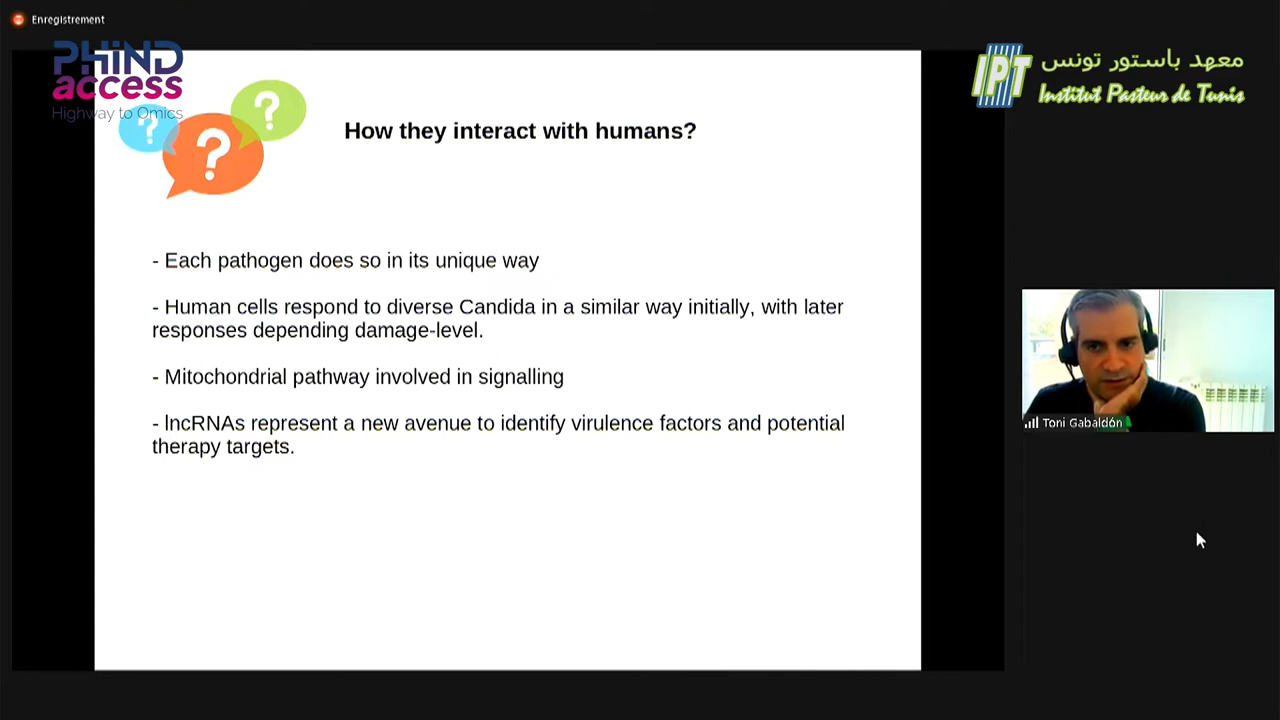 Enregistrement
PHiND
access
Highway to Omics
IPT
معهد باستور تونس
Institut Pasteur de Tunis
? ? ?
How they interact with humans?
- Each pathogen does so in its unique way
- Human cells respond to diverse Candida in a similar way initially, with later
responses depending damage-level.
- Mitochondrial pathway involved in signalling
- lncRNAs represent a new avenue to identify virulence factors and potential
therapy targets.
Toni Gabaldón